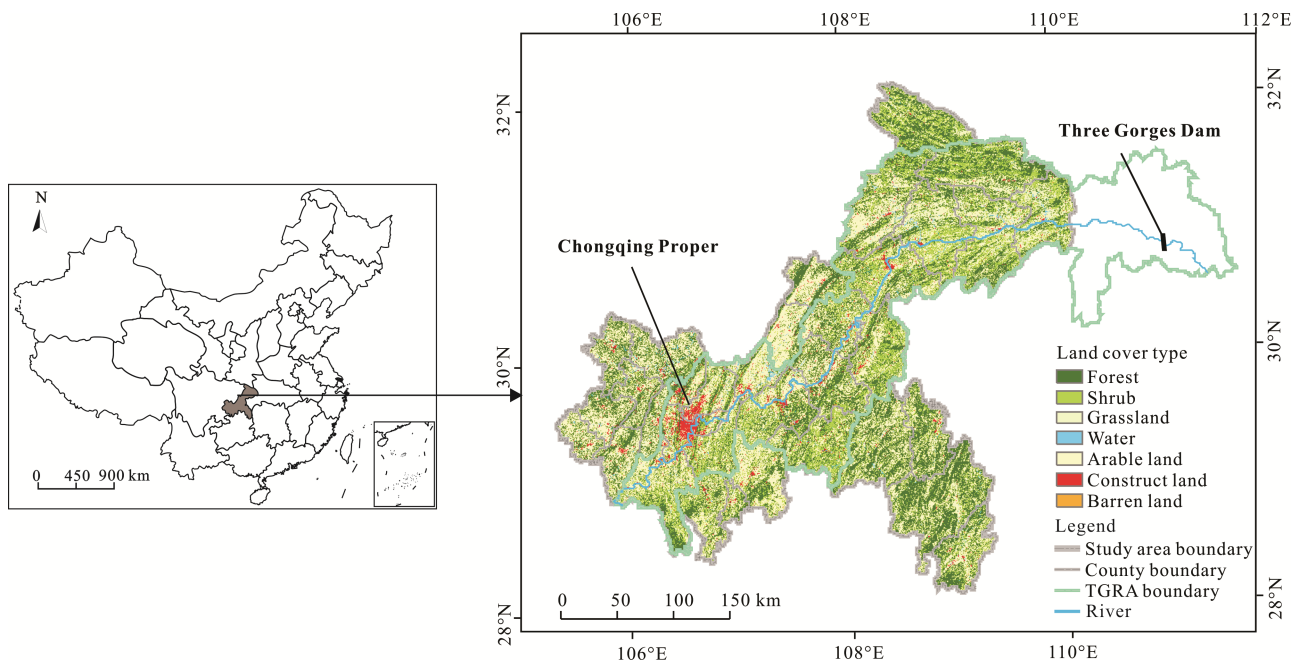 N
0 450 900 km
106°E 108°E 110°E 112°E
32°N
32°N
30°N
30°N
28°N
28°N
Three Gorges Dam
Chongqing Proper
Land cover type
Forest
Shrub
Grassland
Water
Arable land
Construct land
Barren land
Legend
Study area boundary
County boundary
TGRA boundary
River
0 50 100 150 km
106°E 108°E 110°E